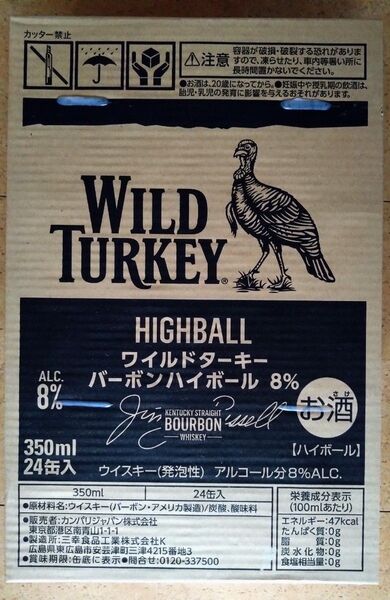 カッター禁止
⚠注意
容器が破損・破裂する恐れがありま
すので、凍らせたり、車内等暑い所に
長時間置かないでください。
●お酒は、20歳になってから。●妊娠中や授乳期の飲酒は、
胎児・乳児の発育に影響を与えるおそれがあります。
WILD
TURKEY®
HIGHBALL
ワイルドターキー
バーボンハイボール 8%
ALC.
8%
Jim Russell
KENTUCKY STRAIGHT
BOURBON
WHISKEY
さけ
お酒
350ml
24缶入
【ハイボール】
ウイスキー(発泡性) アルコール分8%ALC.
350ml 24缶入
●原材料名:ウイスキー(バーボン・アメリカ製造)/炭酸、酸味料
●販売者:カンパリジャパン株式会社
東京都港区南青山1-1-1
●製造所:三幸食品工業株式会社K
広島県東広島市安芸津町三津4215番地3
●賞味期限:缶底に表示●問合せ:0120-337500
栄養成分表示
(100mlあたり)
エネルギー:47kcal
たんぱく質:0g
脂質:0g
炭水化物:0g
食塩相当量:0g